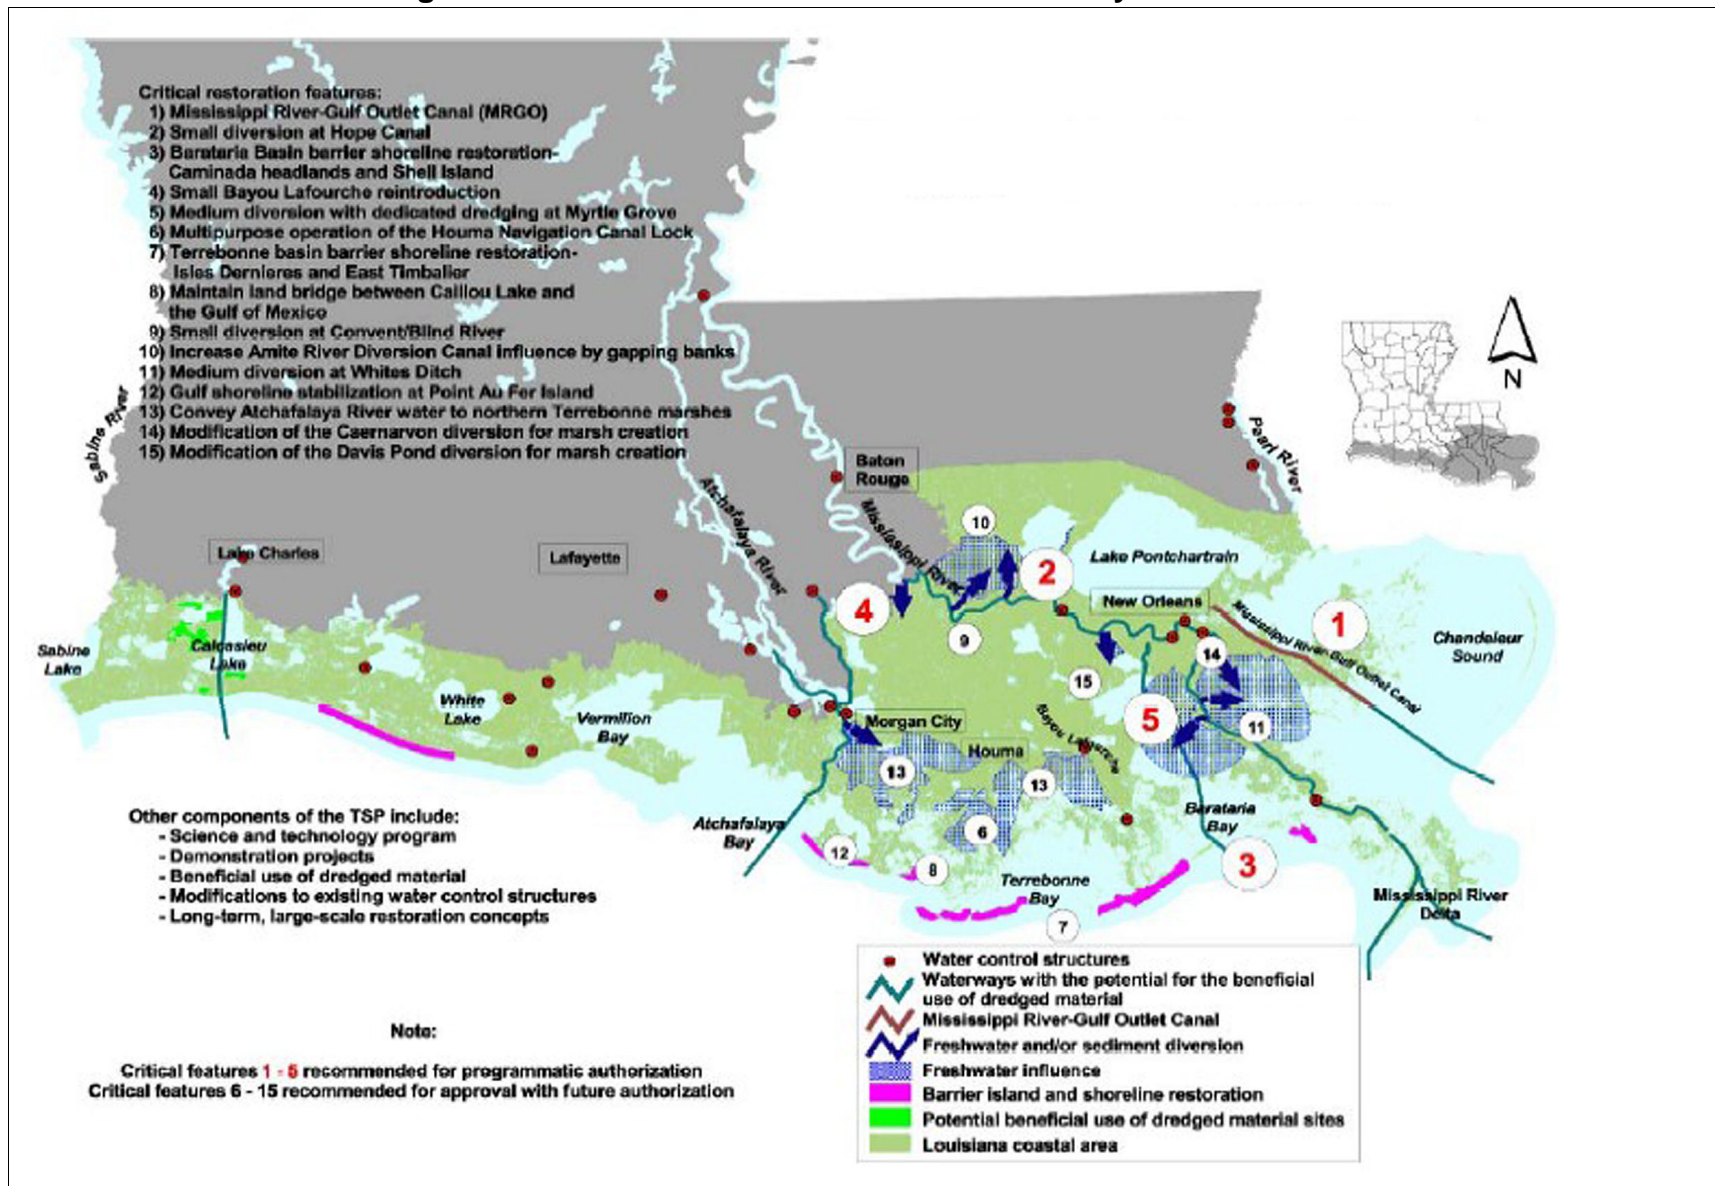 Critical restoration features:
1) Mississippi River-Gulf Outlet Canal (MRGO)
2) Small diversion at Hope Canal
3) Barataria Basin barrier shoreline restoration-
Caminada headlands and Shell Island
4) Small Bayou Lafourche reintroduction
5) Medium diversion with dedicated dredging at Myrtle Grove
6) Multipurpose operation of the Houma Navigation Canal Lock
7) Terrebonne basin barrier shoreline restoration-
Isles Dernieres and East Timbalier
8) Maintain land bridge between Caillou Lake and
the Gulf of Mexico
9) Small diversion at Convent/Blind River
10) Increase Amite River Diversion Canal influence by gapping banks
11) Medium diversion at Whites Ditch
12) Gulf shoreline stabilization at Point Au Fer Island
13) Convey Atchafalaya River water to northern Terrebonne marshes
14) Modification of the Caernarvon diversion for marsh creation
15) Modification of the Davis Pond diversion for marsh creation
N
Sabine River
Pearl River
Baton
Rouge
Atchafalaya River
Mississippi River
10
Lake Charles
Lafayette
2
Lake Pontchartrain
4
New Orleans
1
Mississippi River-Gulf Outlet Canal
Chandeleur
Sound
9
14
Sabine
Lake
Calcasieu
Lake
15
White
Lake
Vermilion
Bay
Morgan City
Bayou Lafourche
5
11
Houma
13
13
6
Barataria
Bay
Atchafalaya
Bay
12
8
3
Terrebonne
Bay
7
Mississippi River
Delta
Other components of the TSP include:
- Science and technology program
- Demonstration projects
- Beneficial use of dredged material
- Modifications to existing water control structures
- Long-term, large-scale restoration concepts
Note:
Critical features 1 - 5 recommended for programmatic authorization
Critical features 6 - 15 recommended for approval with future authorization
Water control structures
Waterways with the potential for the beneficial
use of dredged material
Mississippi River-Gulf Outlet Canal
Freshwater and/or sediment diversion
Freshwater influence
Barrier island and shoreline restoration
Potential beneficial use of dredged material sites
Louisiana coastal area